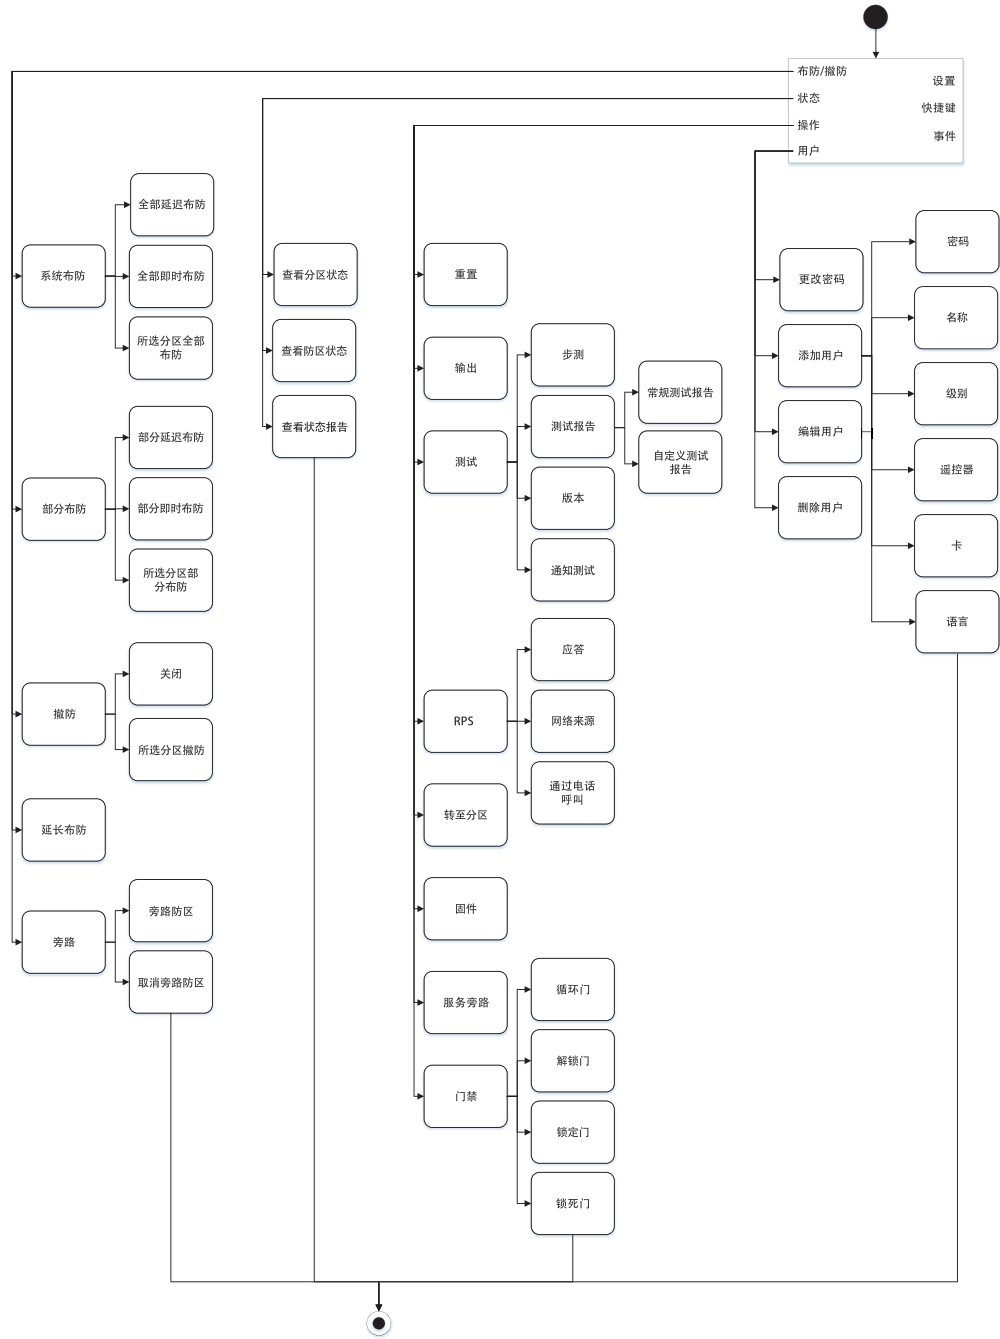 布防/撤防
状态
操作
用户
设置
快捷键
事件
系统布防
全部延迟布防
全部即时布防
所选分区全部
布防
部分布防
部分延迟布防
部分即时布防
所选分区部
分布防
撤防
关闭
所选分区撤防
延长布防
旁路
旁路防区
取消旁路防区
查看分区状态
查看防区状态
查看状态报告
重置
输出
测试
步测
测试报告
常规测试报告
自定义测试
报告
版本
通知测试
RPS
应答
网络来源
通过电话
呼叫
转至分区
固件
服务旁路
门禁
循环门
解锁门
锁定门
锁死门
更改密码
添加用户
编辑用户
删除用户
密码
名称
级别
遥控器
卡
语言